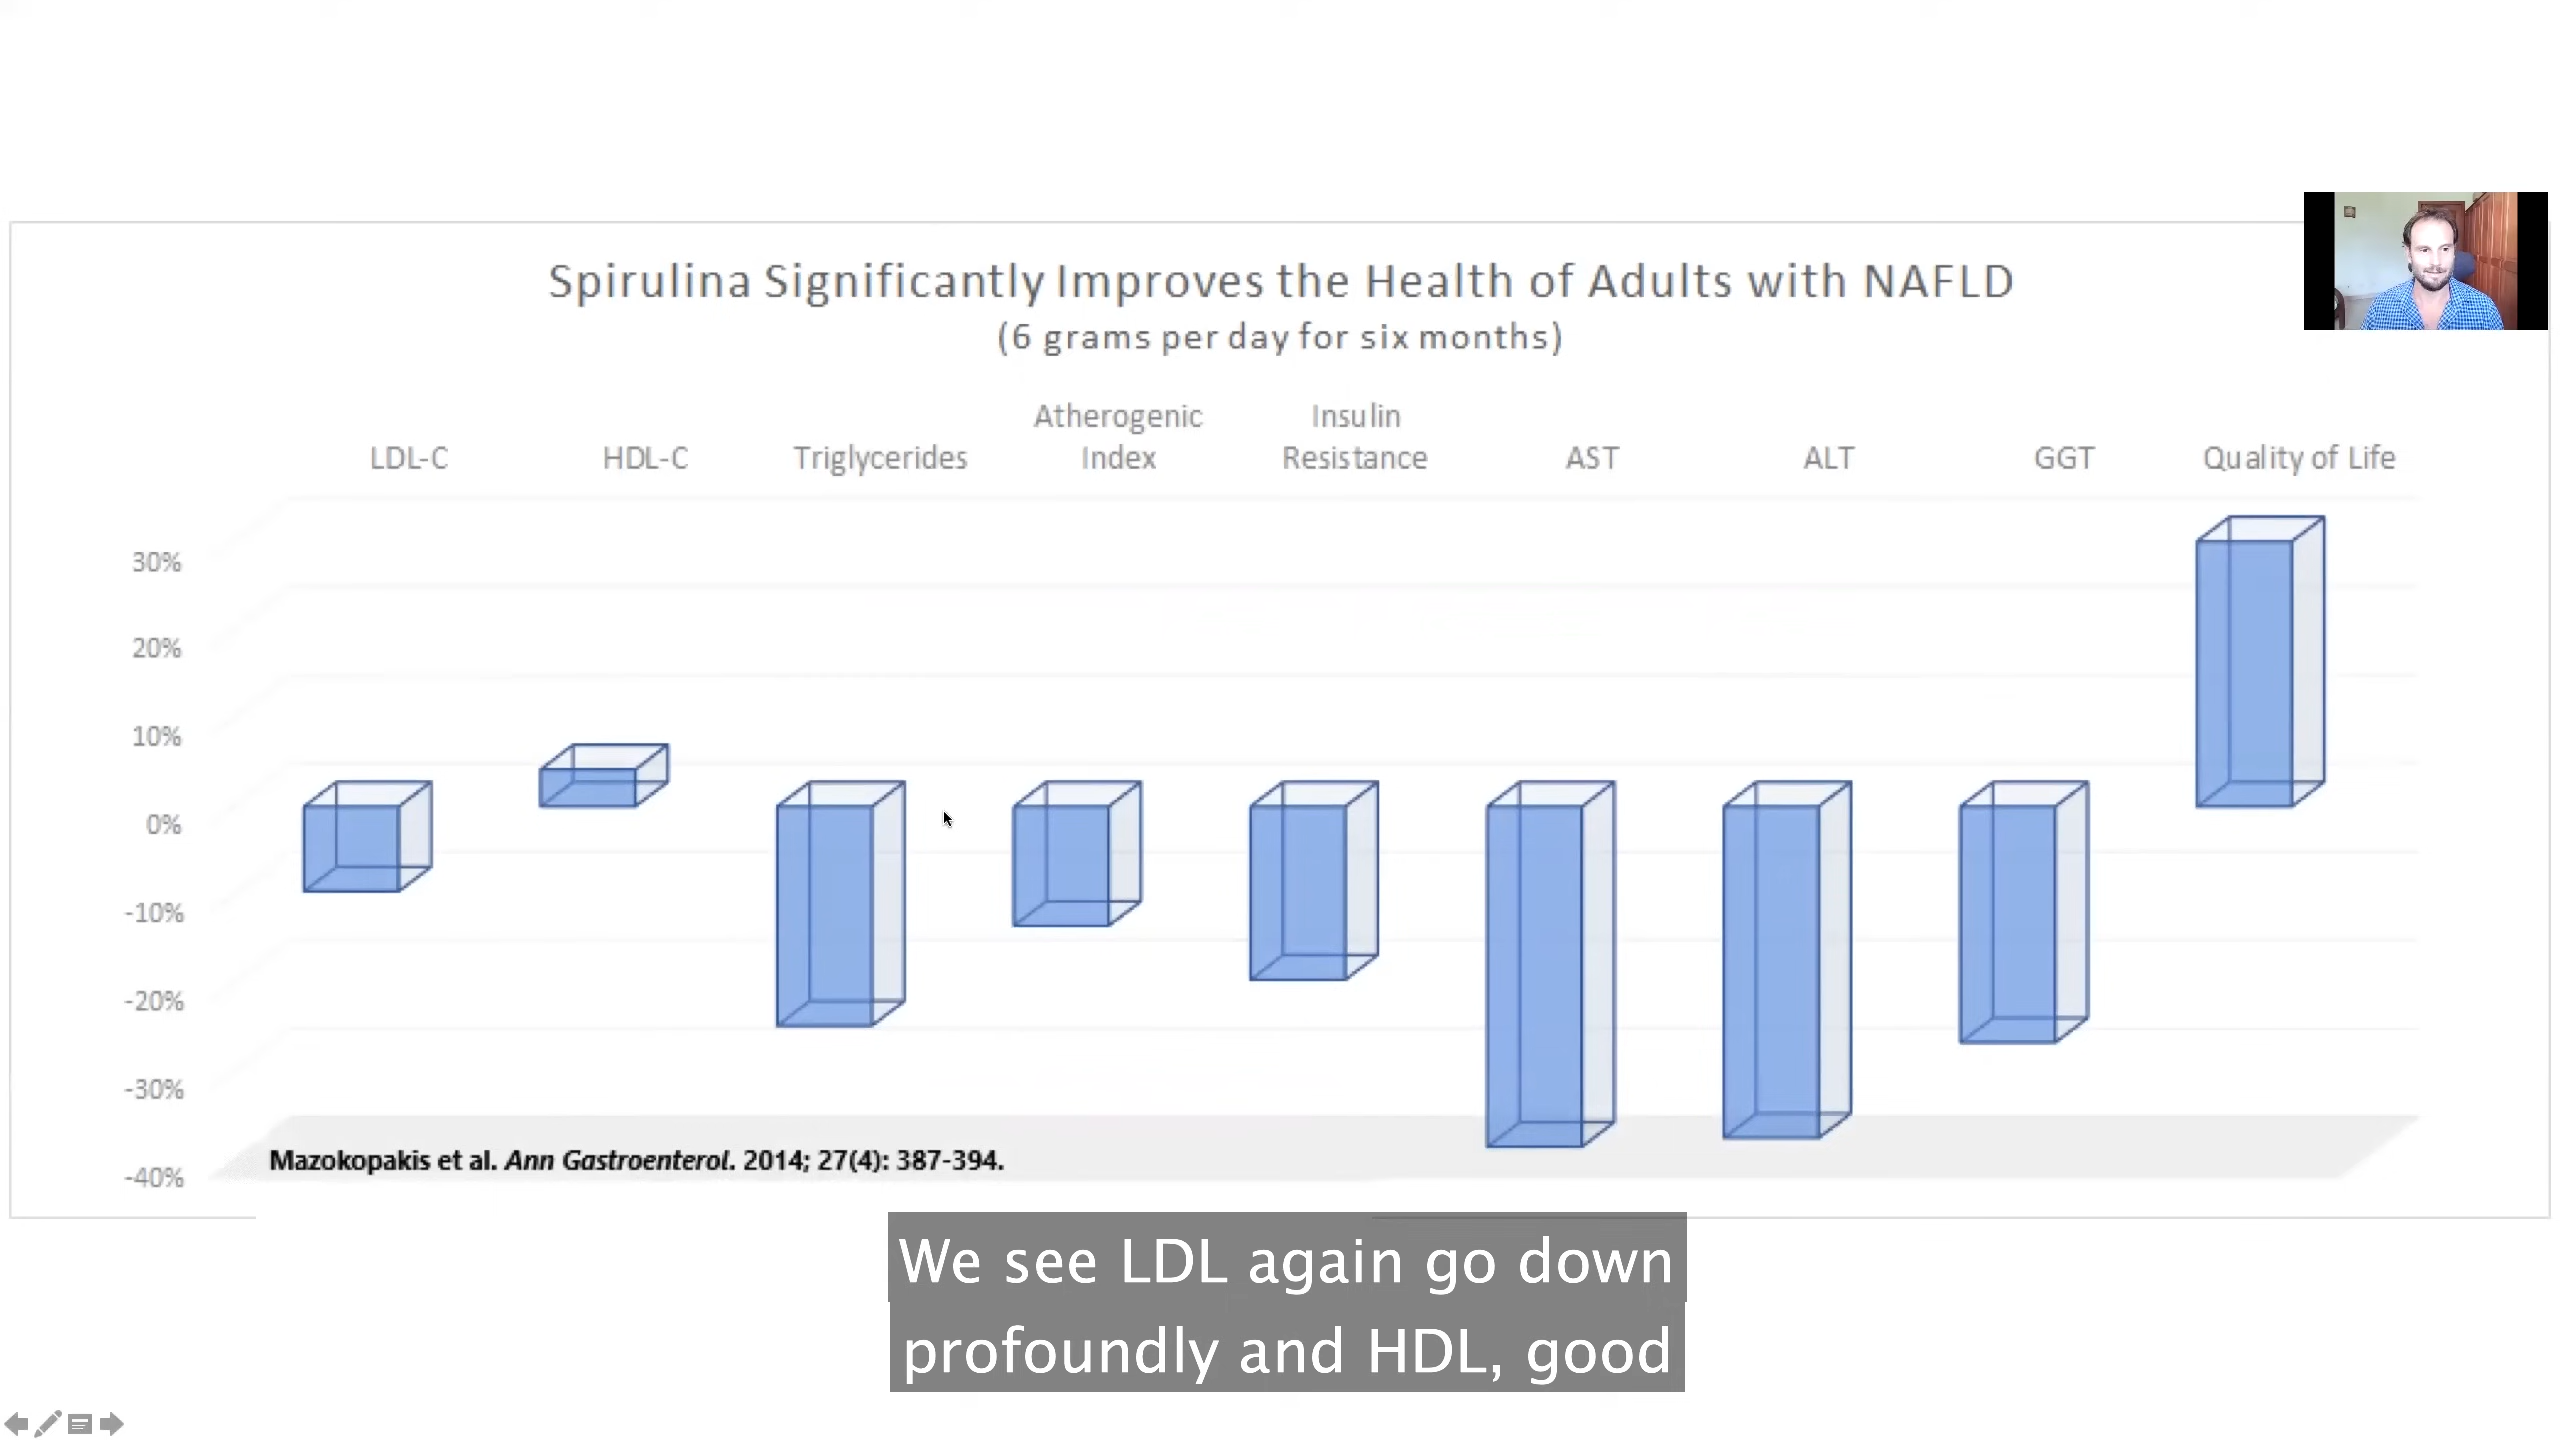 Spirulina Significantly Improves the Health of Adults with NAFLD
(6 grams per day for six months)
LDL-C
HDL-C
Triglycerides
Atherogenic
Index
Insulin
Resistance
AST
ALT
GGT
Quality of Life
30%
20%
10%
0%
-10%
-20%
-30%
-40%
Mazokopakis et al. Ann Gastroenterol. 2014; 27(4): 387-394.
We see LDL again go down
profoundly and HDL, good